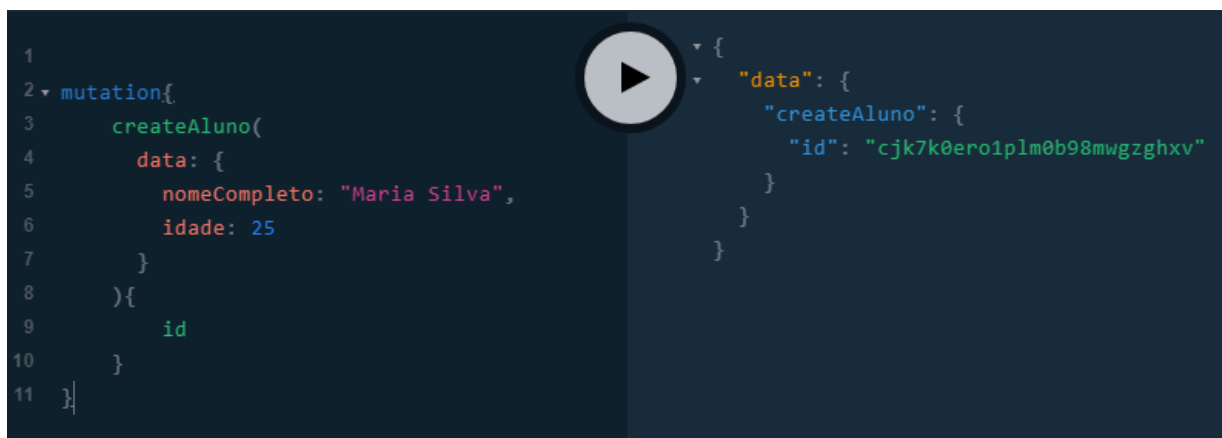 1
2 mutation{
3 createAluno(
4 data: {
5 nomeCompleto: "Maria Silva",
6 idade: 25
7 }
8 ){
9 id
10 }
11 }
{
"data": {
"createAluno": {
"id": "cjk7k0ero1plm0b98mwgzghxv"
}
}
}